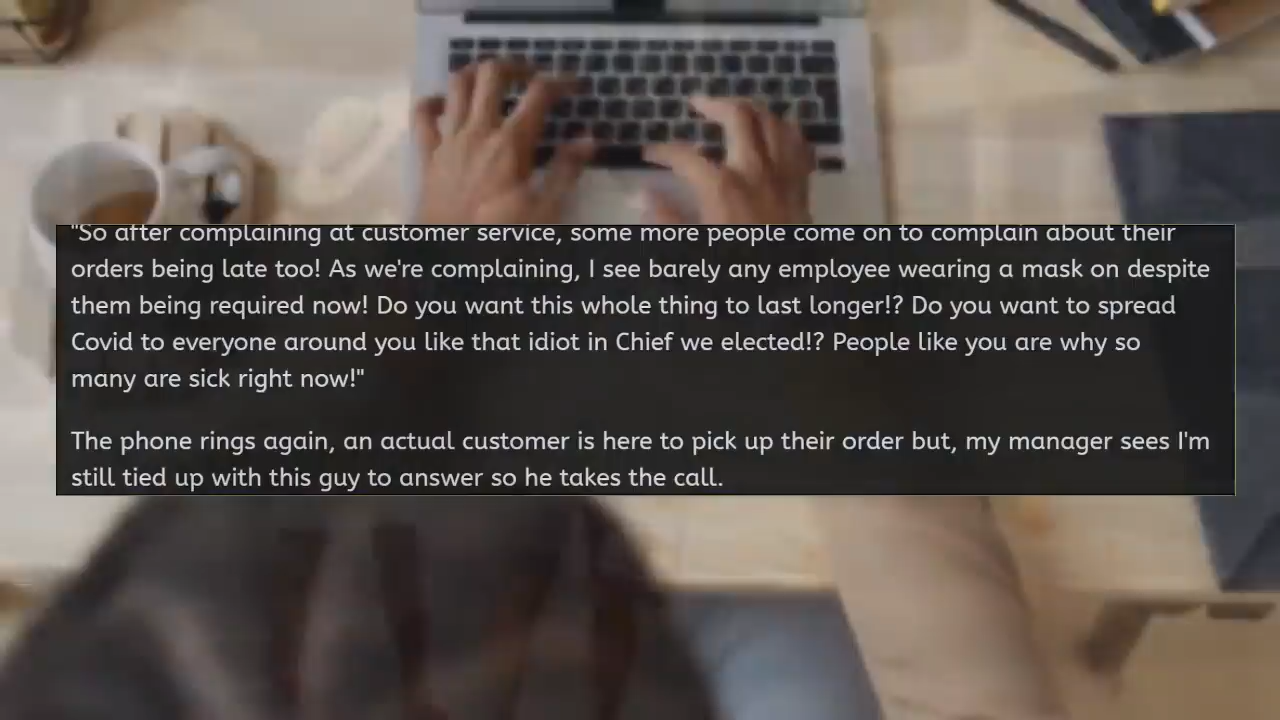 "So after complaining at customer service, some more people come on to complain about their
orders being late too! As we're complaining, I see barely any employee wearing a mask on despite
them being required now! Do you want this whole thing to last longer!? Do you want to spread
Covid to everyone around you like that idiot in Chief we elected!? People like you are why so
many are sick right now!"
The phone rings again, an actual customer is here to pick up their order but, my manager sees I'm
still tied up with this guy to answer so he takes the call.